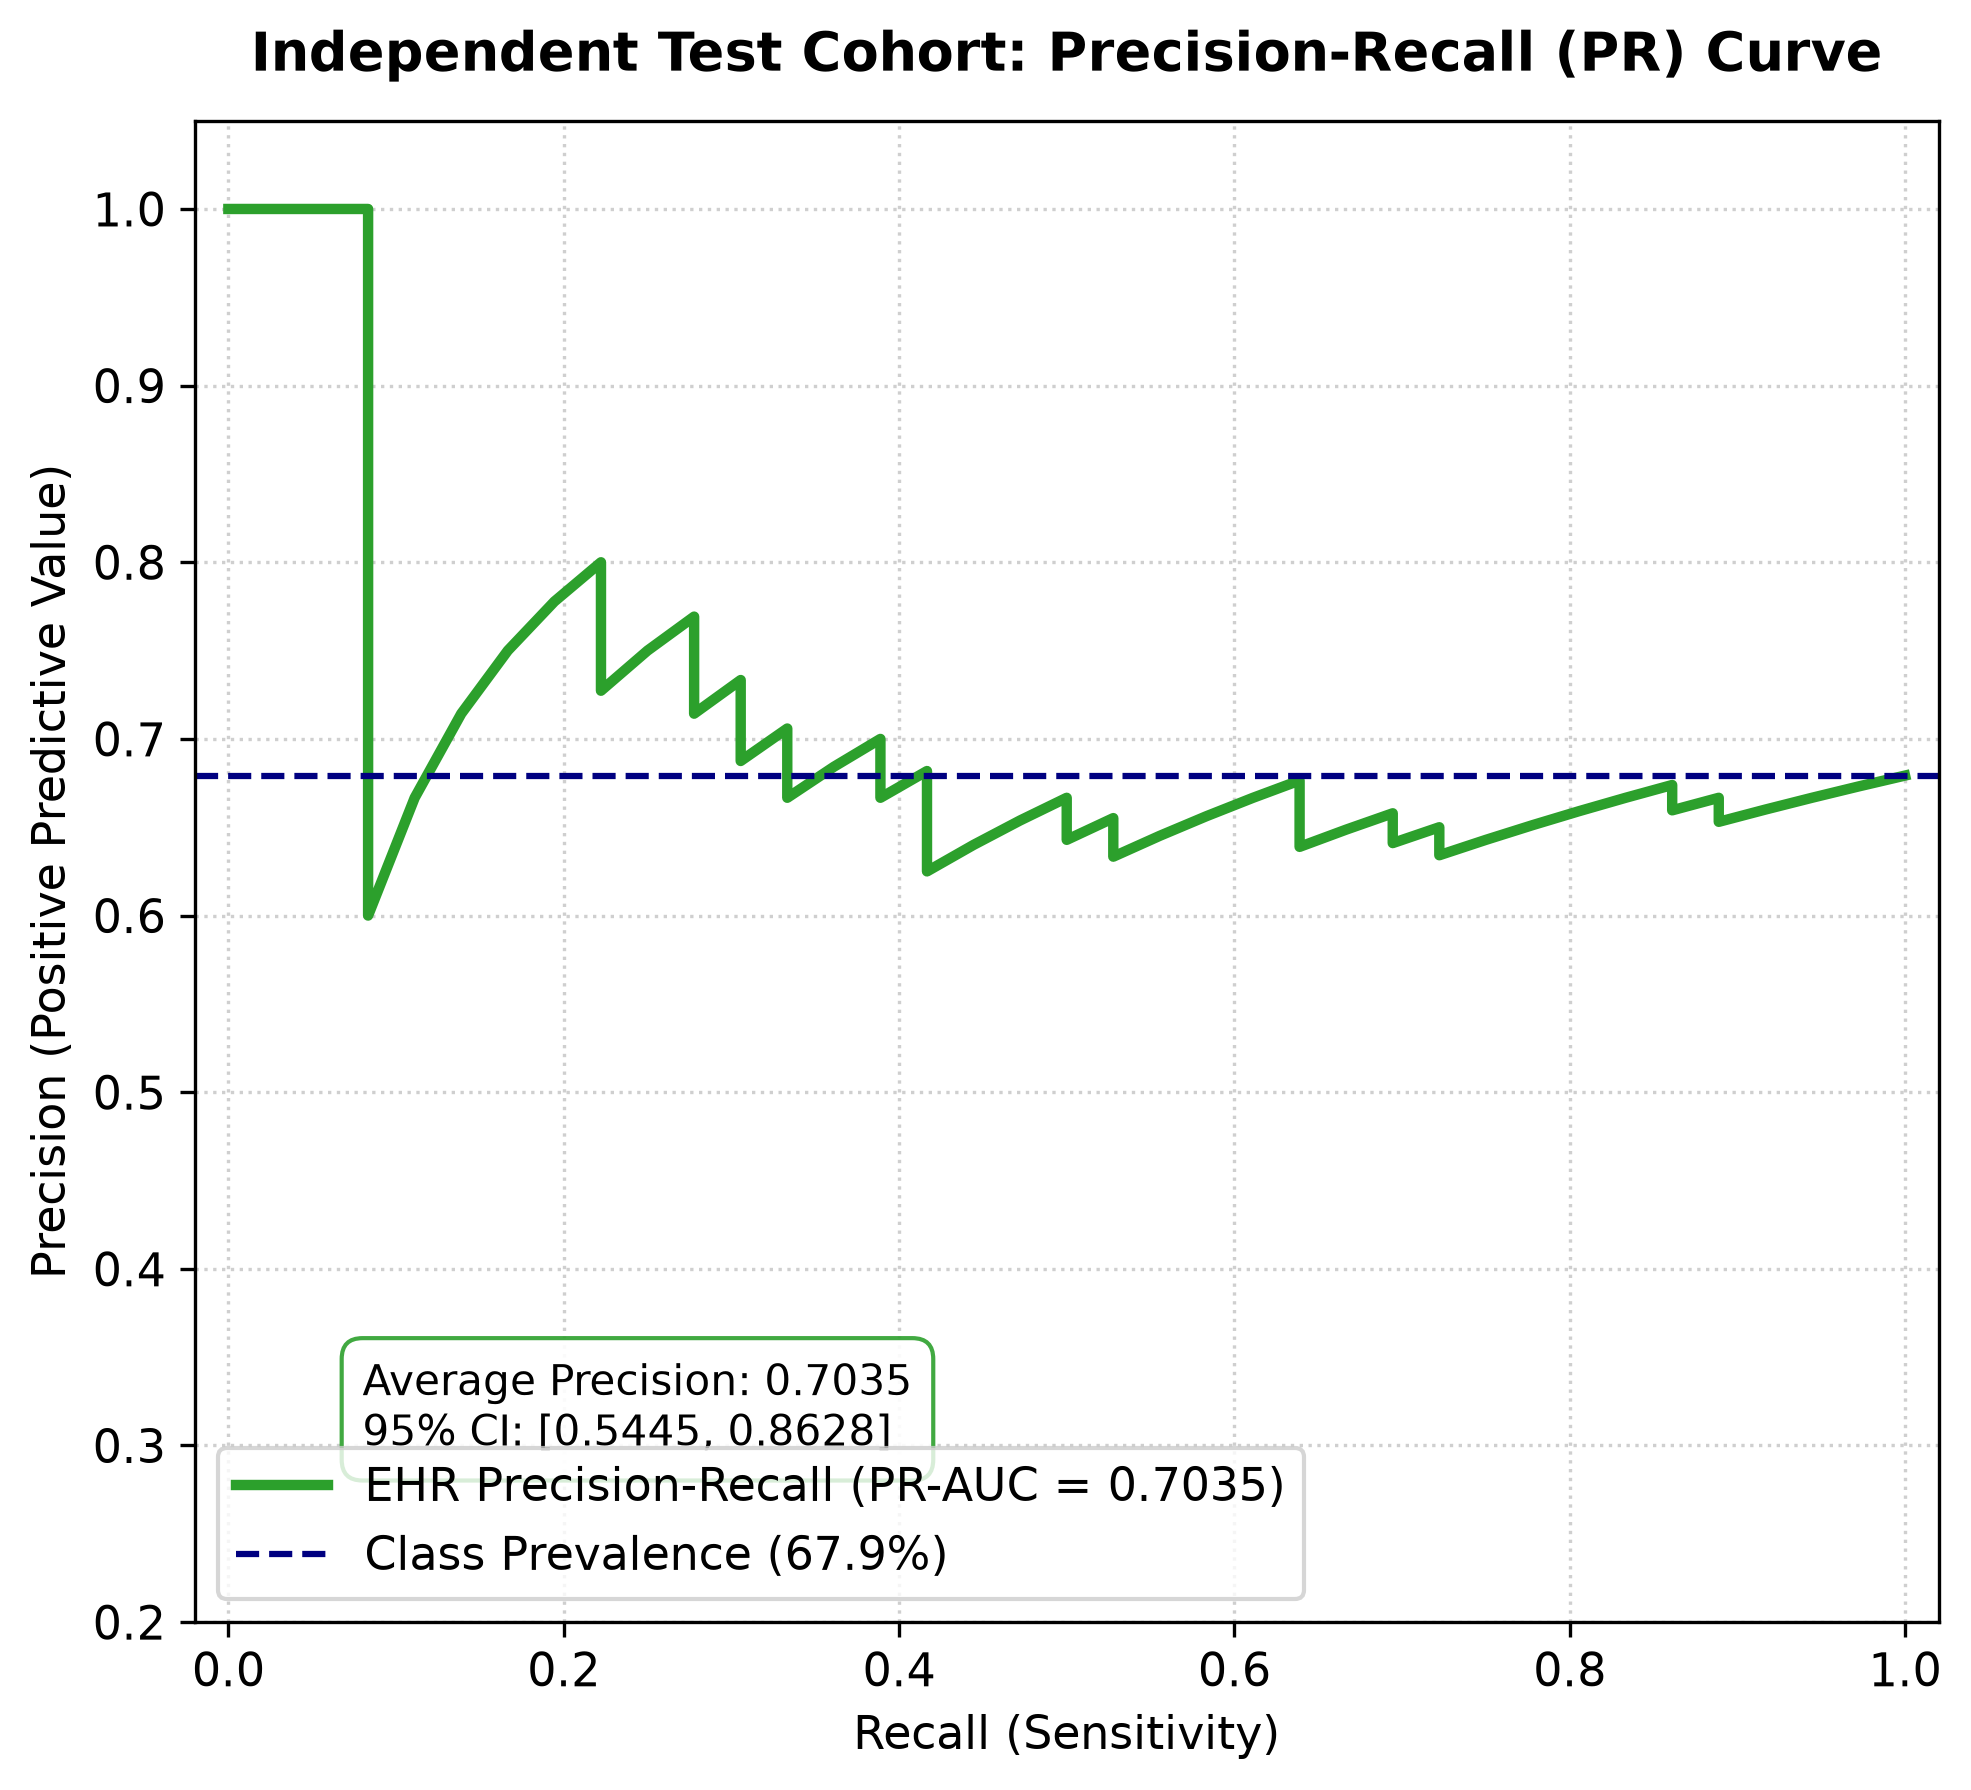 Independent Test Cohort: Precision-Recall (PR) Curve
Precision (Positive Predictive Value)
1.0
0.9
0.8
0.7
0.6
0.5
0.4
0.3
0.2
Average Precision: 0.7035
95% CI: [0.5445, 0.8628]
EHR Precision-Recall (PR-AUC = 0.7035)
Class Prevalence (67.9%)
0.0 0.2 0.4 0.6 0.8 1.0
Recall (Sensitivity)